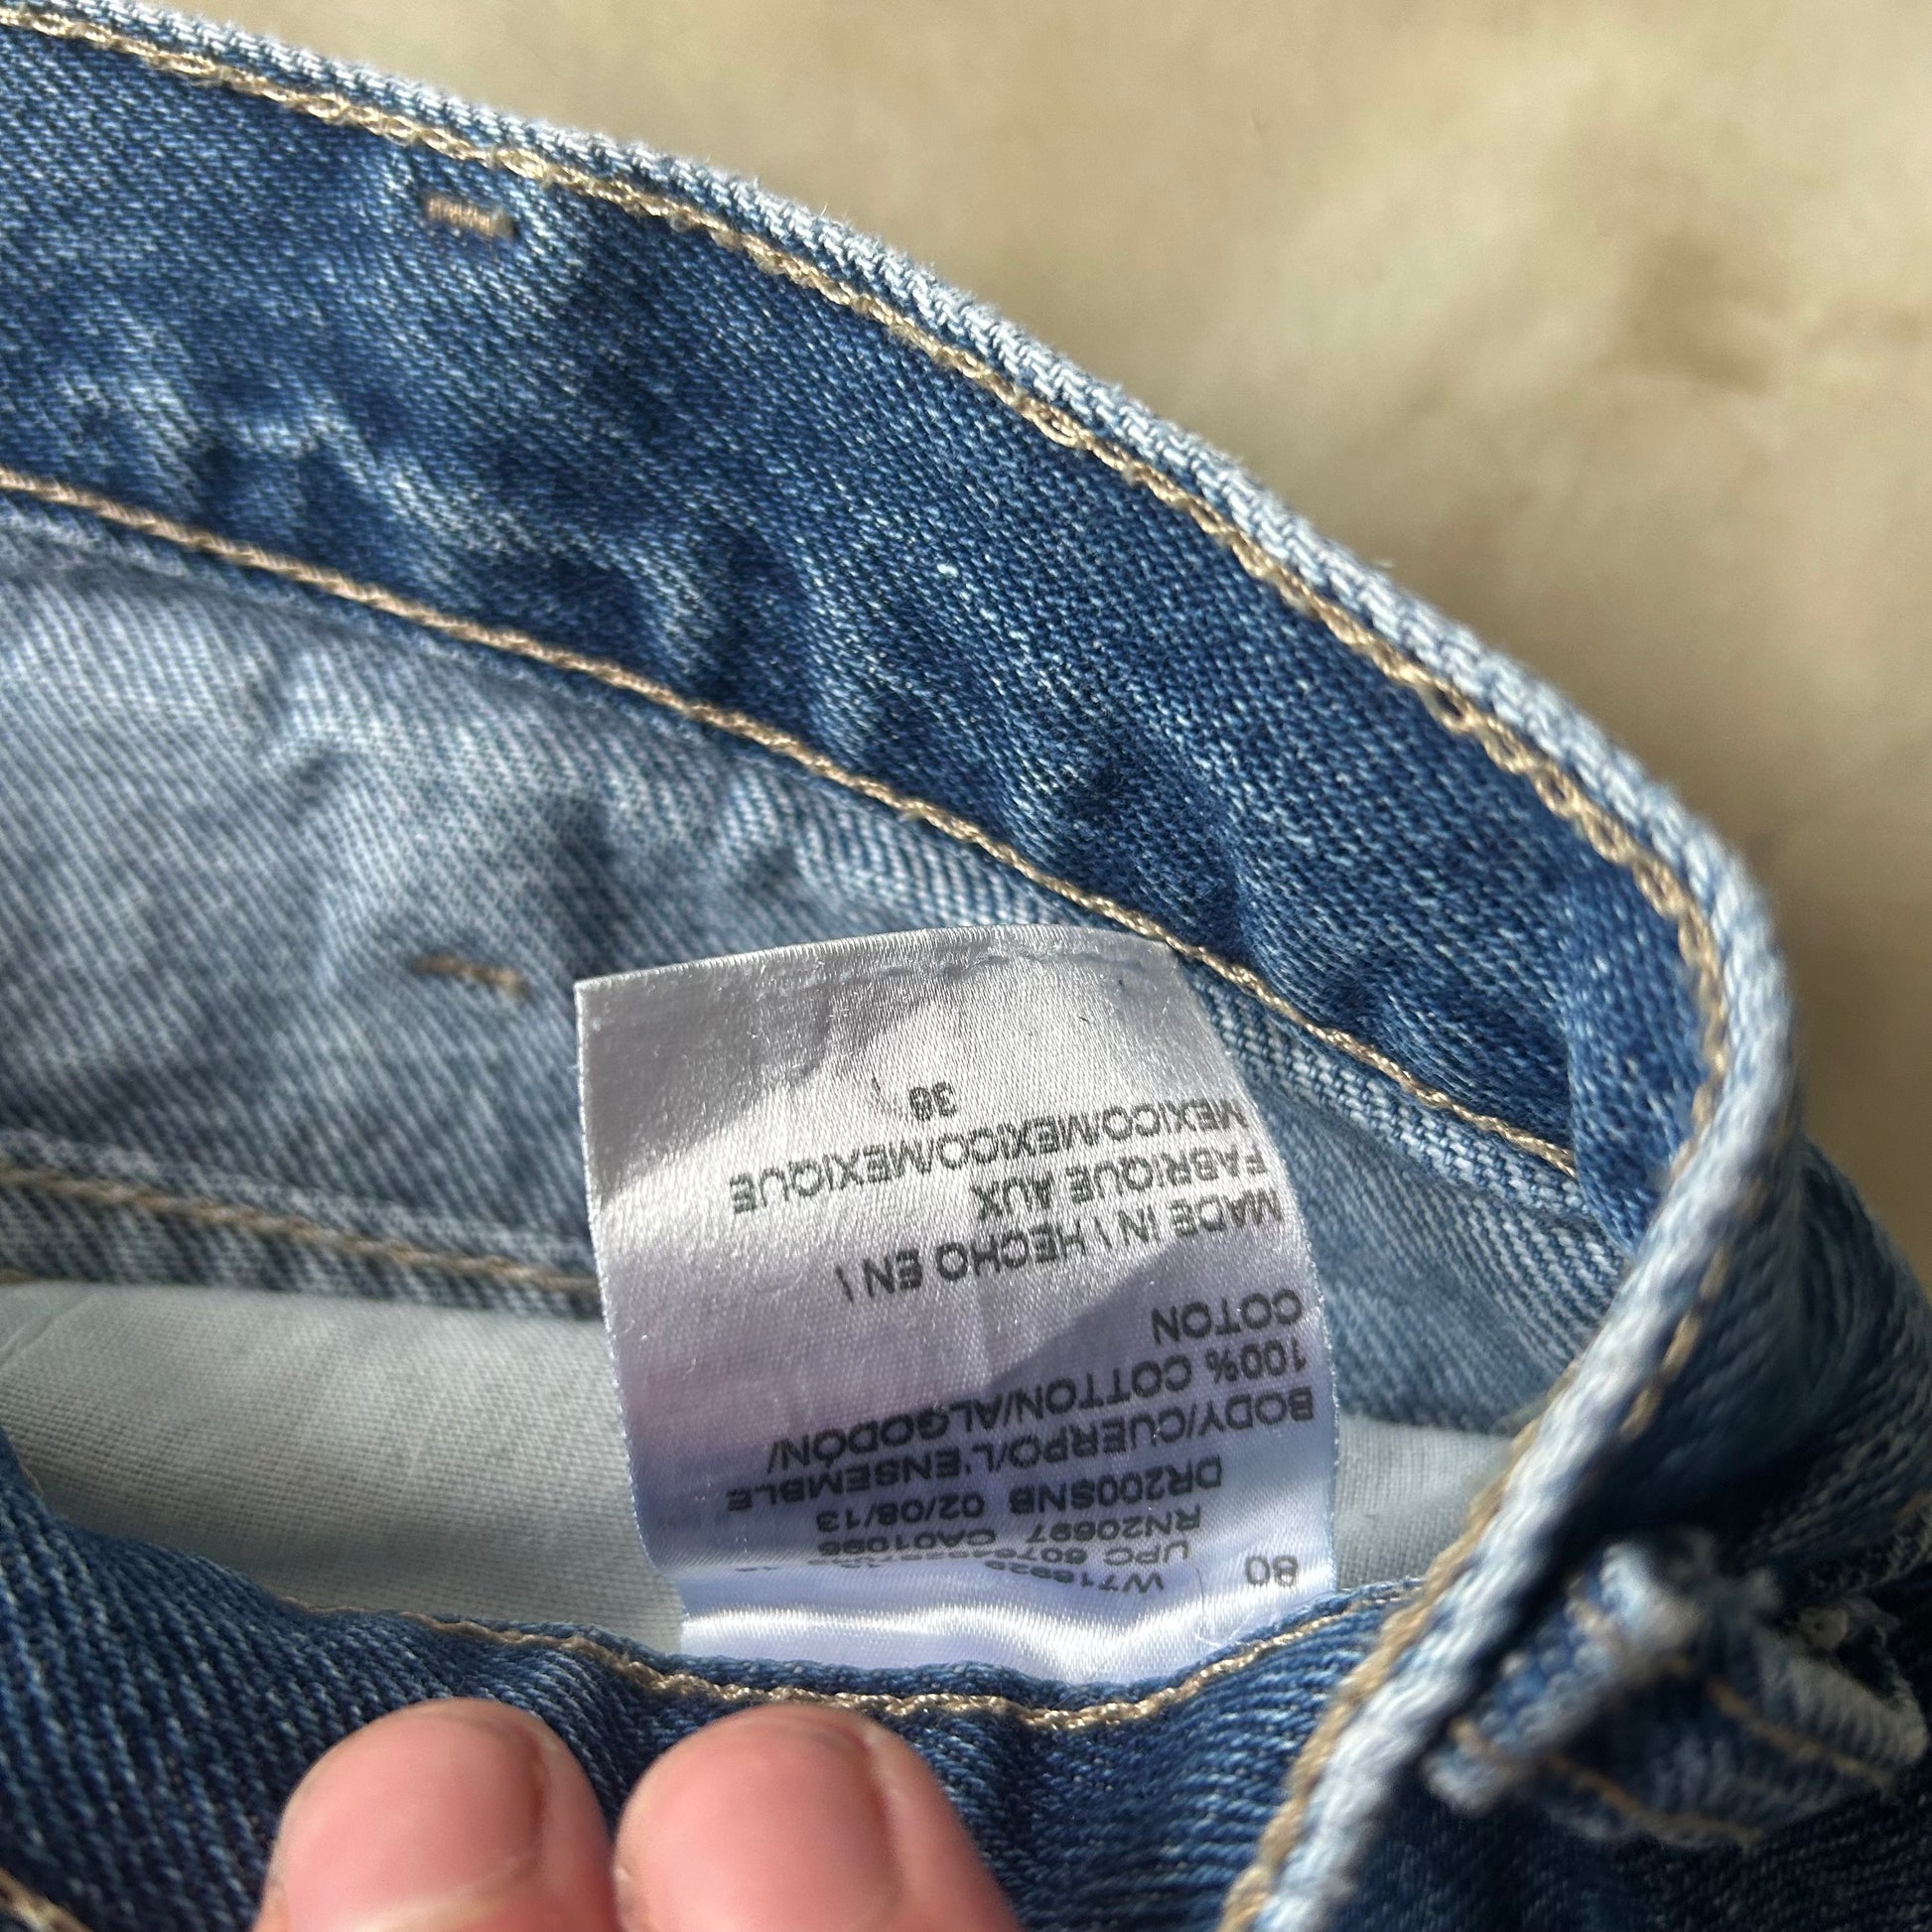 80
RN20697 CA01096
DR200SNB 02/08/13
BODY/CUERPO/L'ENSEMBLE
100% COTTON/ALGODÓN/
COTON
MADE IN \ HECHO EN \
FABRIQUE AUX
MEXICO/MEXICO/MEXIQUE
38